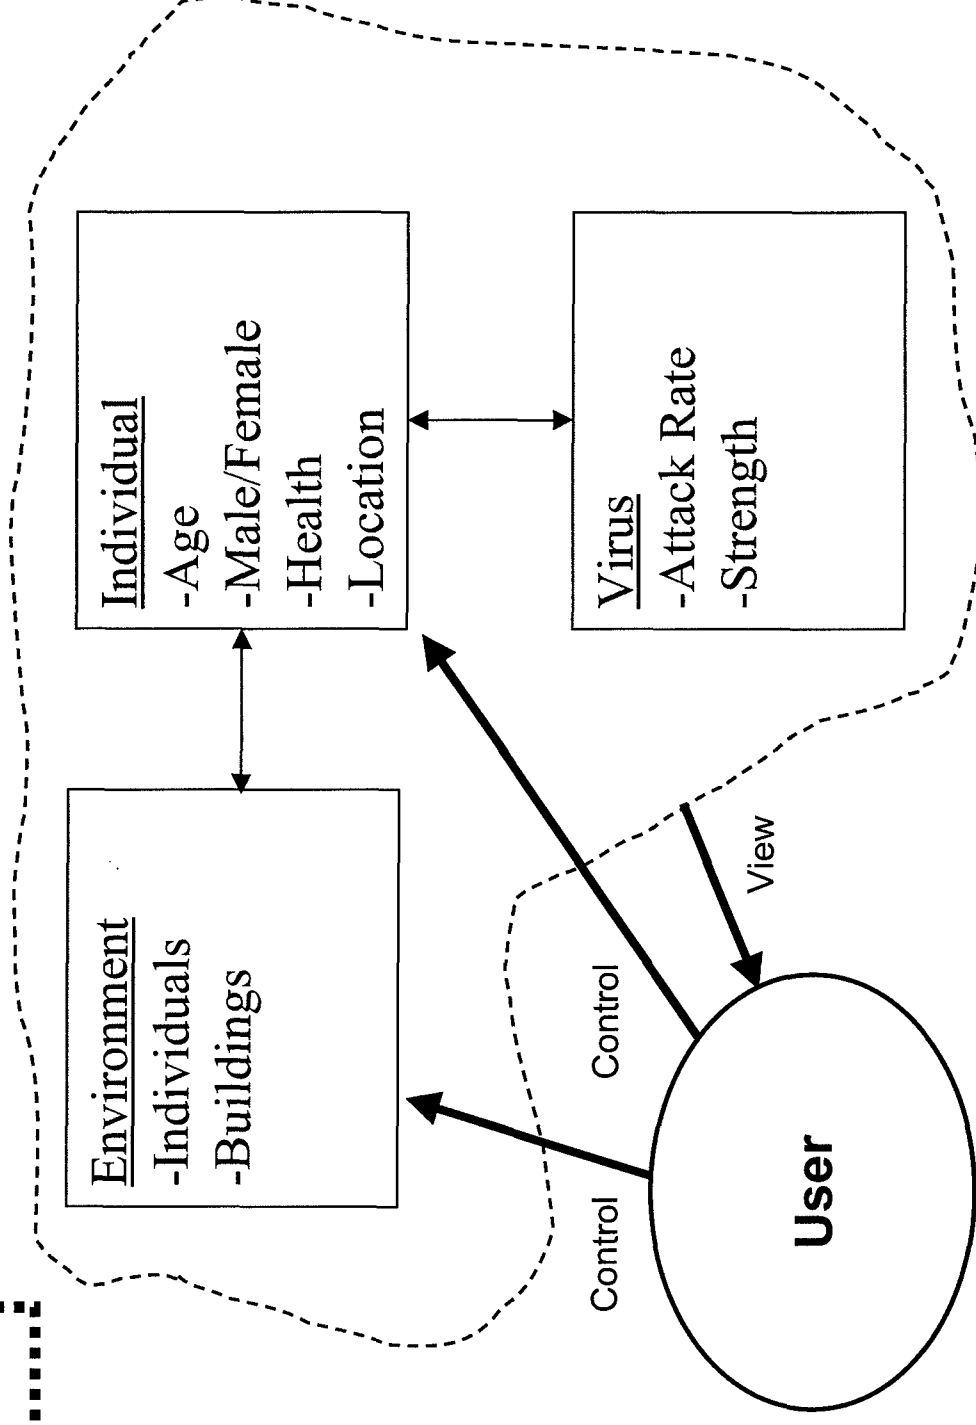 Environment
-Individuals
-Buildings
Individual
-Age
-Male/Female
-Health
-Location
Virus
-Attack Rate
-Strength
Control
Control
View
User